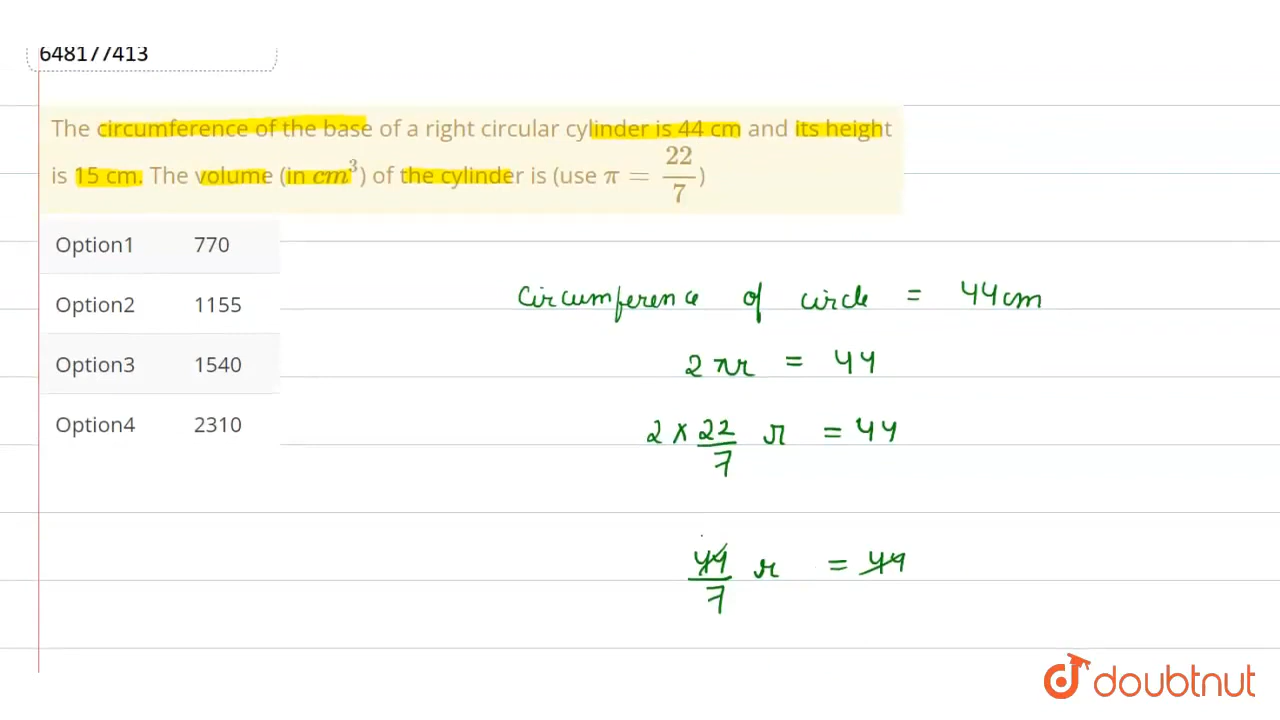 648177413
The circumference of the base of a right circular cylinder is 44 cm and its height
is 15 cm. The volume (in cm³) of the cylinder is (use π = 22/7)
Option1 770
Option2 1155
Option3 1540
Option4 2310
Circumference of circle = 44cm
2πr = 44
2 × 22/7 r = 44
44/7 r = 44
doubtnut